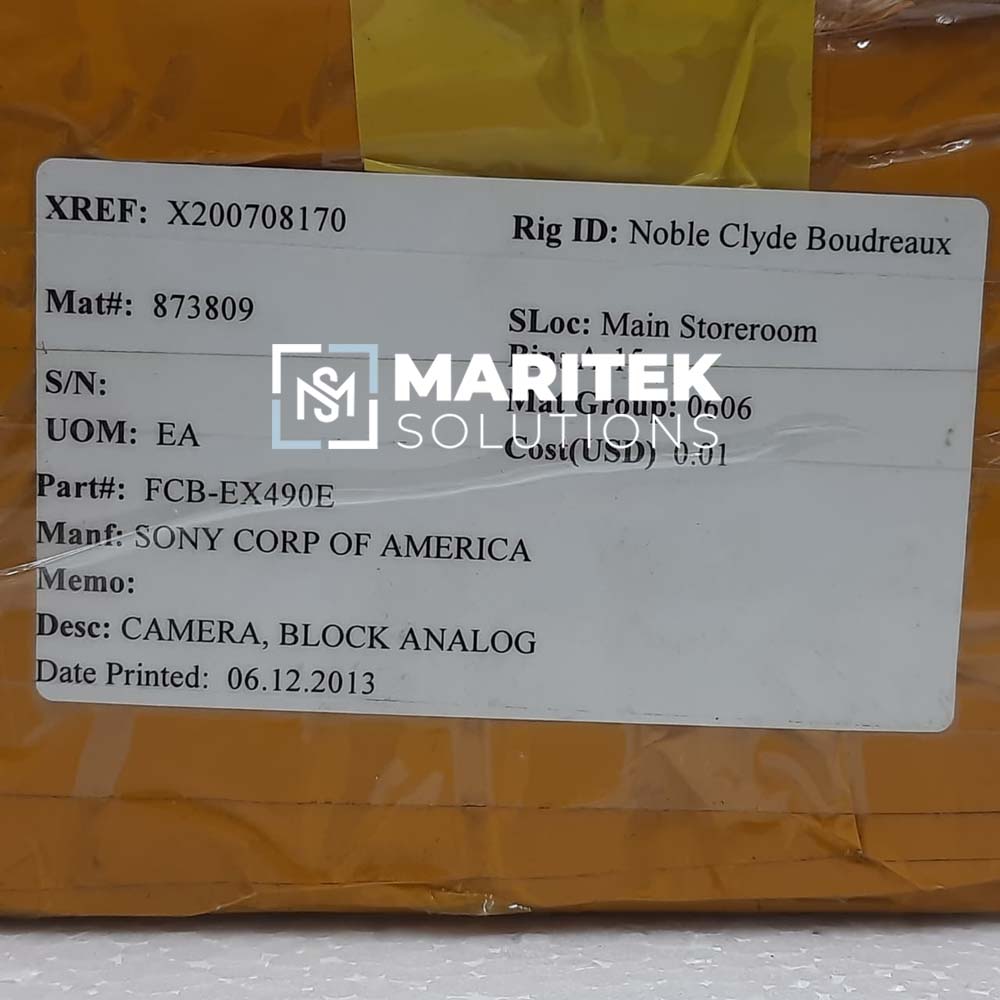 XREF: X200708170
Rig ID: Noble Clyde Boudreaux
Mat#: 873809
SLoc: Main Storeroom
S/N:
MARITEK
SOLUTIONS
Mat Group: 0606
UOM: EA
Cost(USD) 0.01
Part#: FCB-EX490E
Manf: SONY CORP OF AMERICA
Memo:
Desc: CAMERA, BLOCK ANALOG
Date Printed: 06.12.2013